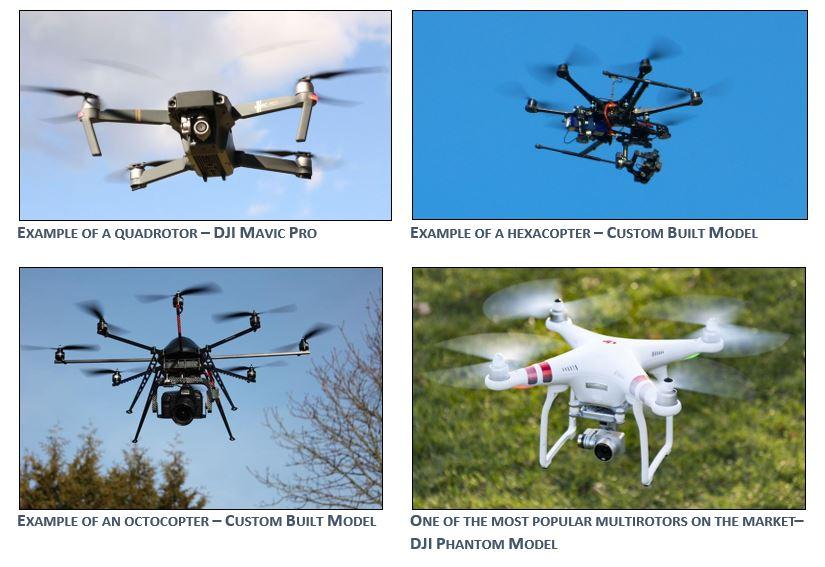 EXAMPLE OF A QUADROTOR – DJI MAVIC PRO
EXAMPLE OF A HEXACOPTER – CUSTOM BUILT MODEL
EXAMPLE OF AN OCTOCOPTER – CUSTOM BUILT MODEL
ONE OF THE MOST POPULAR MULTIROTORS ON THE MARKET–
DJI PHANTOM MODEL